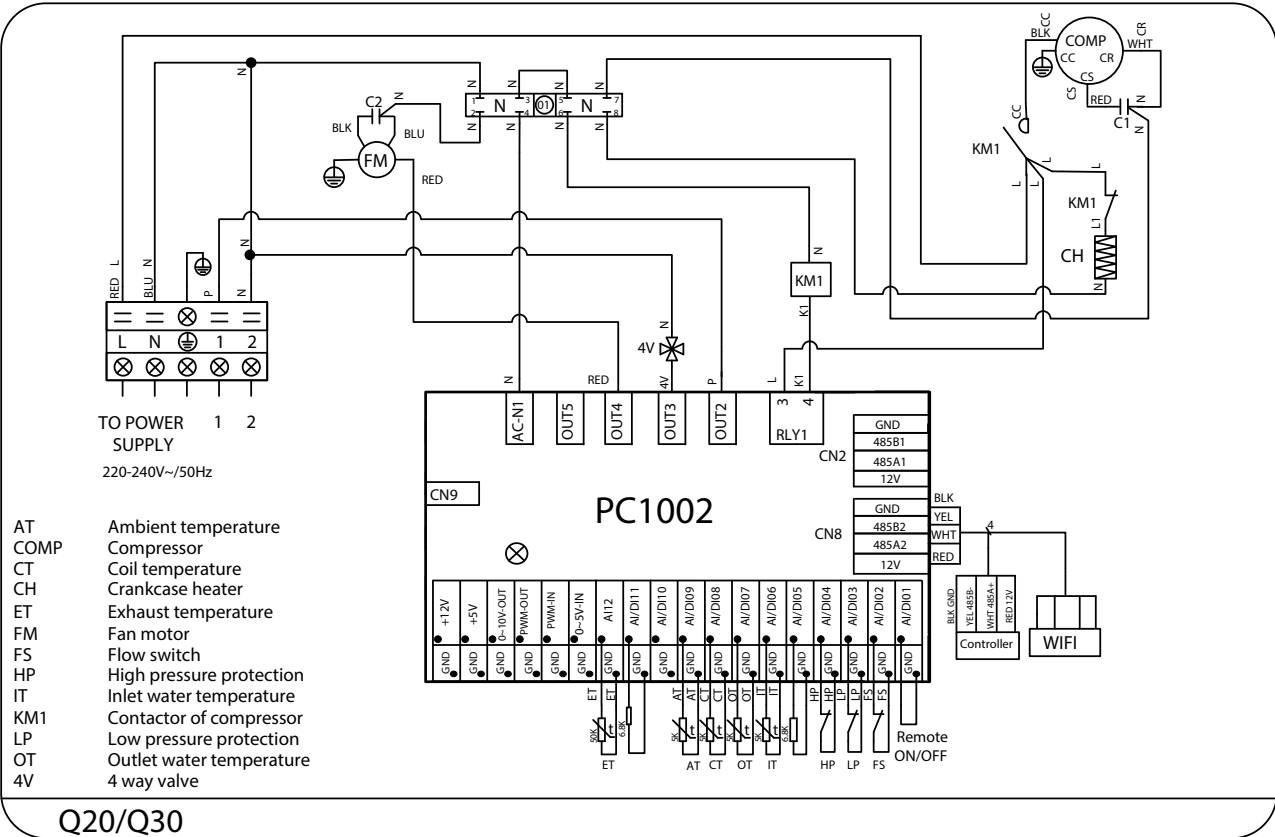 CC
BLK
COMP
CC
CR
CS
CR
WHT
CS
RED
N
C1
N
CC
KM1
L
L
L
L
KM1
L1
CH
N
N
N
N
N
N
1
2
N
3
4
01
5
6
N
7
8
N
N
N
N
C2
N
BLK
BLU
FM
RED
RED L
BLU N
P
N
N
L N 1 2
TO POWER SUPPLY
1 2
220-240V~/50Hz
N
KM1
K1
N
4V
N
RED
4V
P
L
K1
AC-N1
OUT5
OUT4
OUT3
OUT2
3 4
RLY1
CN2
GND
485B1
485A1
12V
CN9
PC1002
CN8
GND
485B2
485A2
12V
BLK
YEL
WHT
RED
4
BLK GND
YEL 485B-
WHT 485A+
RED 12V
Controller
WIFI
+12V
+5V
0~10V-OUT
PWM-OUT
PWM-IN
0~5V-IN
AI12
AI/DI11
AI/DI10
AI/DI09
AI/DI08
AI/DI07
AI/DI06
AI/DI05
AI/DI04
AI/DI03
AI/DI02
AI/DI01
GND GND GND GND GND GND GND GND GND GND GND GND GND GND GND GND GND GND
ET ET
AT AT
CT CT
OT OT
IT IT
HP HP
LP LP
FS FS
50K t
6.8K
5K t
5K t
5K t
5K t
6.8K
ET
AT
CT
OT
IT
HP
LP
FS
Remote
ON/OFF
AT Ambient temperature
COMP Compressor
CT Coil temperature
CH Crankcase heater
ET Exhaust temperature
FM Fan motor
FS Flow switch
HP High pressure protection
IT Inlet water temperature
KM1 Contactor of compressor
LP Low pressure protection
OT Outlet water temperature
4V 4 way valve
Q20/Q30